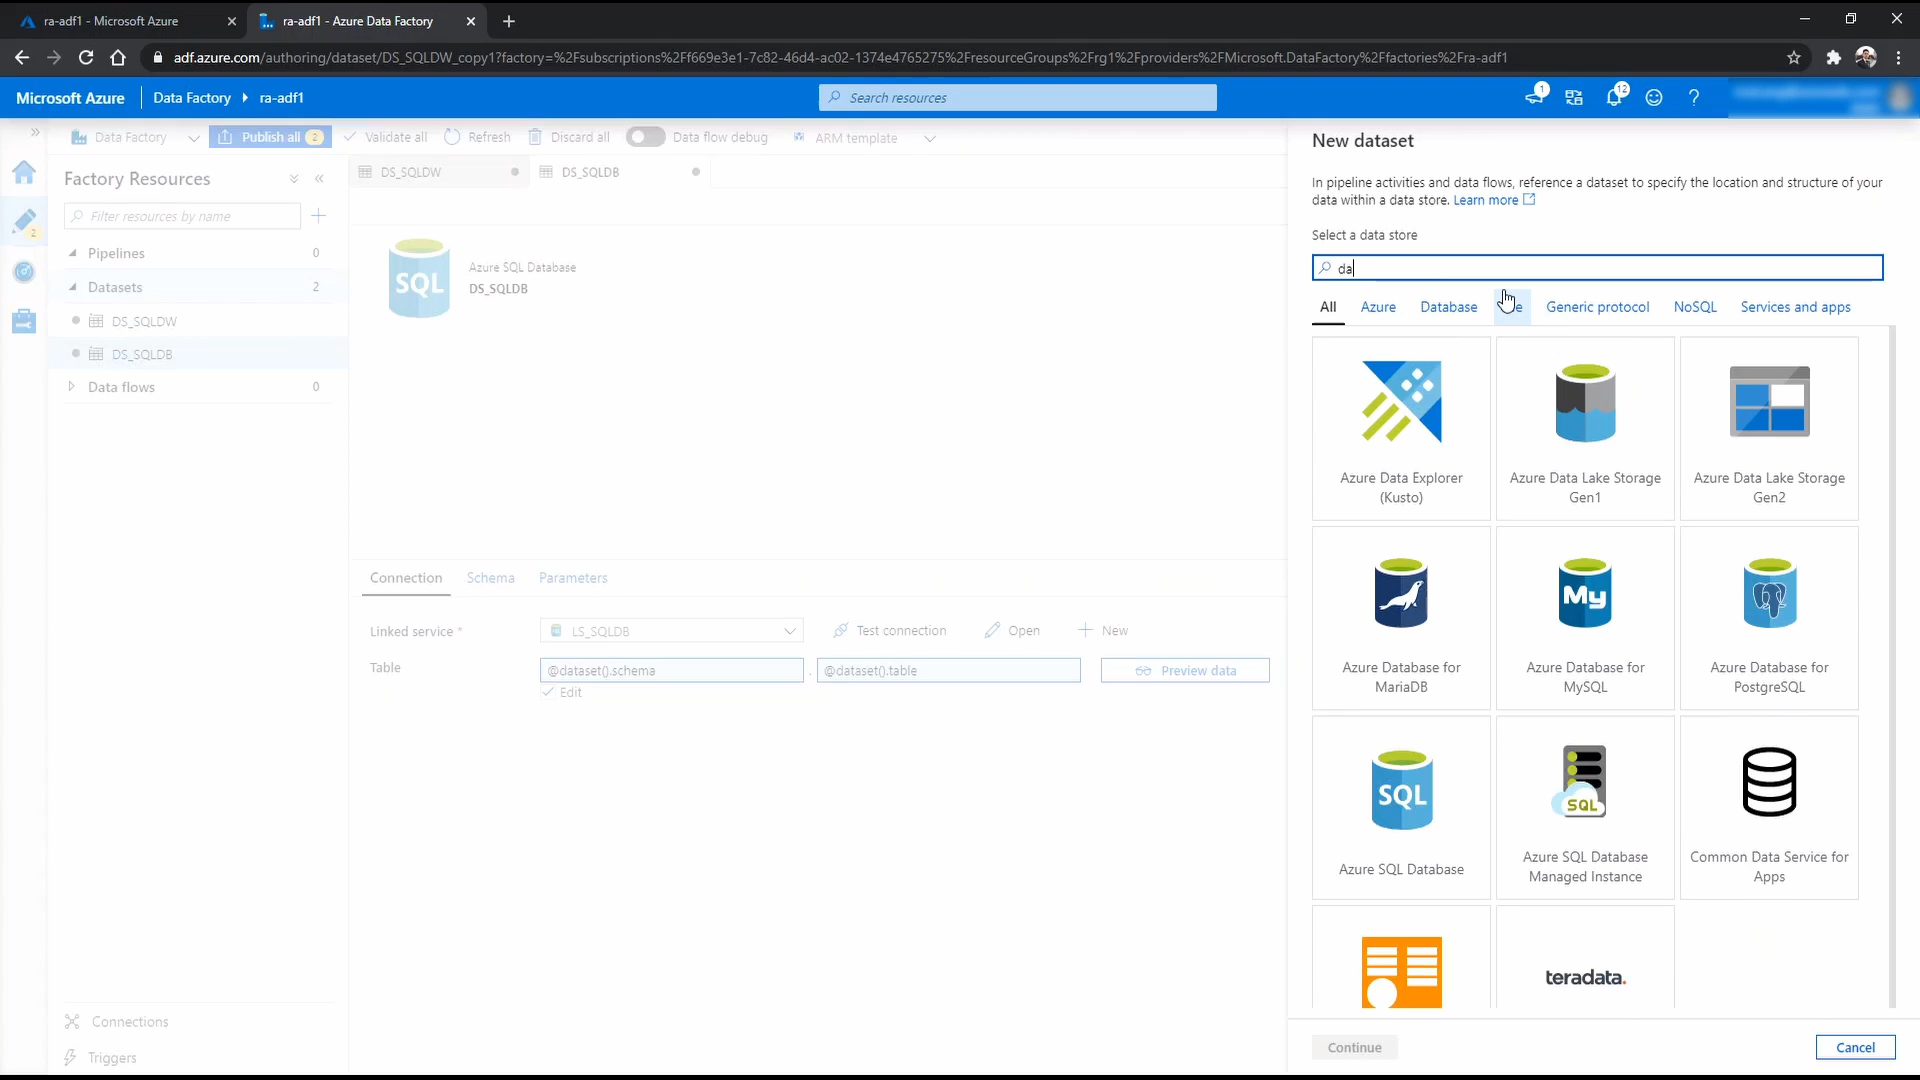 ra-adf1 - Microsoft Azure
ra-adf1 - Azure Data Factory
adf.azure.com/authoring/dataset/DS_SQLDW_copy1?factory=%2Fsubscriptions%2Ff669e3e1-7c82-46d4-ac02-1374e4765275%2FresourceGroups%2Frg1%2Fproviders%2FMicrosoft.DataFactory%2Ffactories%2Fra-adf1
Microsoft Azure
Data Factory
ra-adf1
Search resources
1
12
Data Factory
Publish all
2
Validate all
Refresh
Discard all
Data flow debug
ARM template
Factory Resources
Filter resources by name
2
Pipelines
0
Datasets
2
DS_SQLDW
DS_SQLDB
Data flows
0
Connections
Triggers
DS_SQLDW
DS_SQLDB
SQL
Azure SQL Database
DS_SQLDB
Connection
Schema
Parameters
Linked service *
LS_SQLDB
Test connection
Open
New
Table
@dataset().schema
.
@dataset().table
Preview data
Edit
New dataset
In pipeline activities and data flows, reference a dataset to specify the location and structure of your
data within a data store. Learn more
Select a data store
da
All
Azure
Database
Generic protocol
NoSQL
Services and apps
Azure Data Explorer
(Kusto)
Azure Data Lake Storage
Gen1
Azure Data Lake Storage
Gen2
Azure Database for
MariaDB
My
Azure Database for
MySQL
Azure Database for
PostgreSQL
SQL
Azure SQL Database
SQL
Azure SQL Database
Managed Instance
Common Data Service for
Apps
teradata.
Continue
Cancel